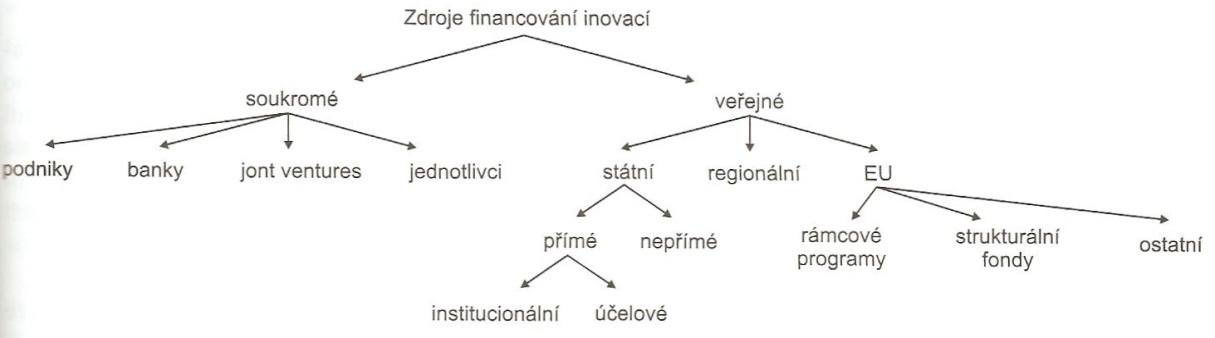 Zdroje financování inovací
soukromé
veřejné
podniky
banky
jont ventures
jednotlivci
státní
regionální
EU
přímé
nepřímé
rámcové
programy
strukturální
fondy
ostatní
institucionální
účelové